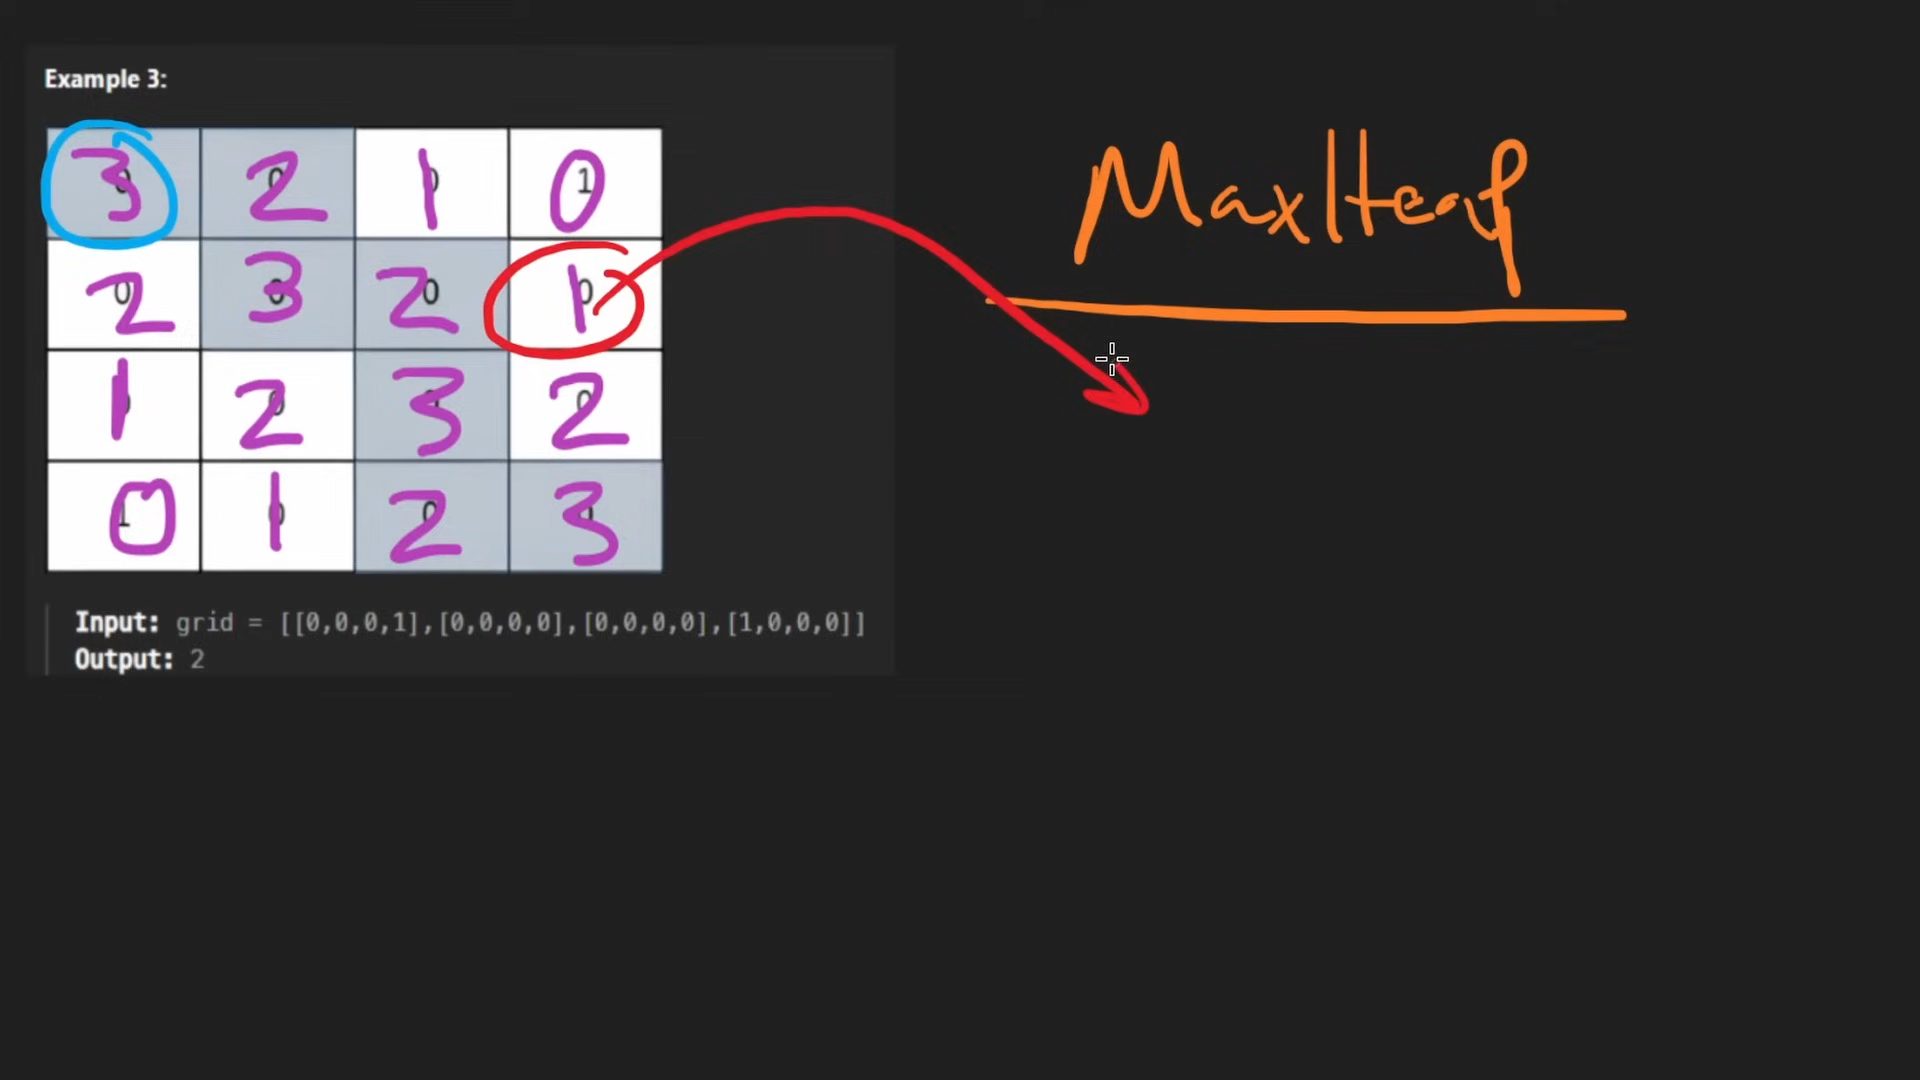 Example 3:
MaxHeap
3 2 1 0
2 3 2 1
1 2 3 2
0 1 2 3
Input: grid = [[0,0,0,1],[0,0,0,0],[0,0,0,0],[1,0,0,0]]
Output: 2